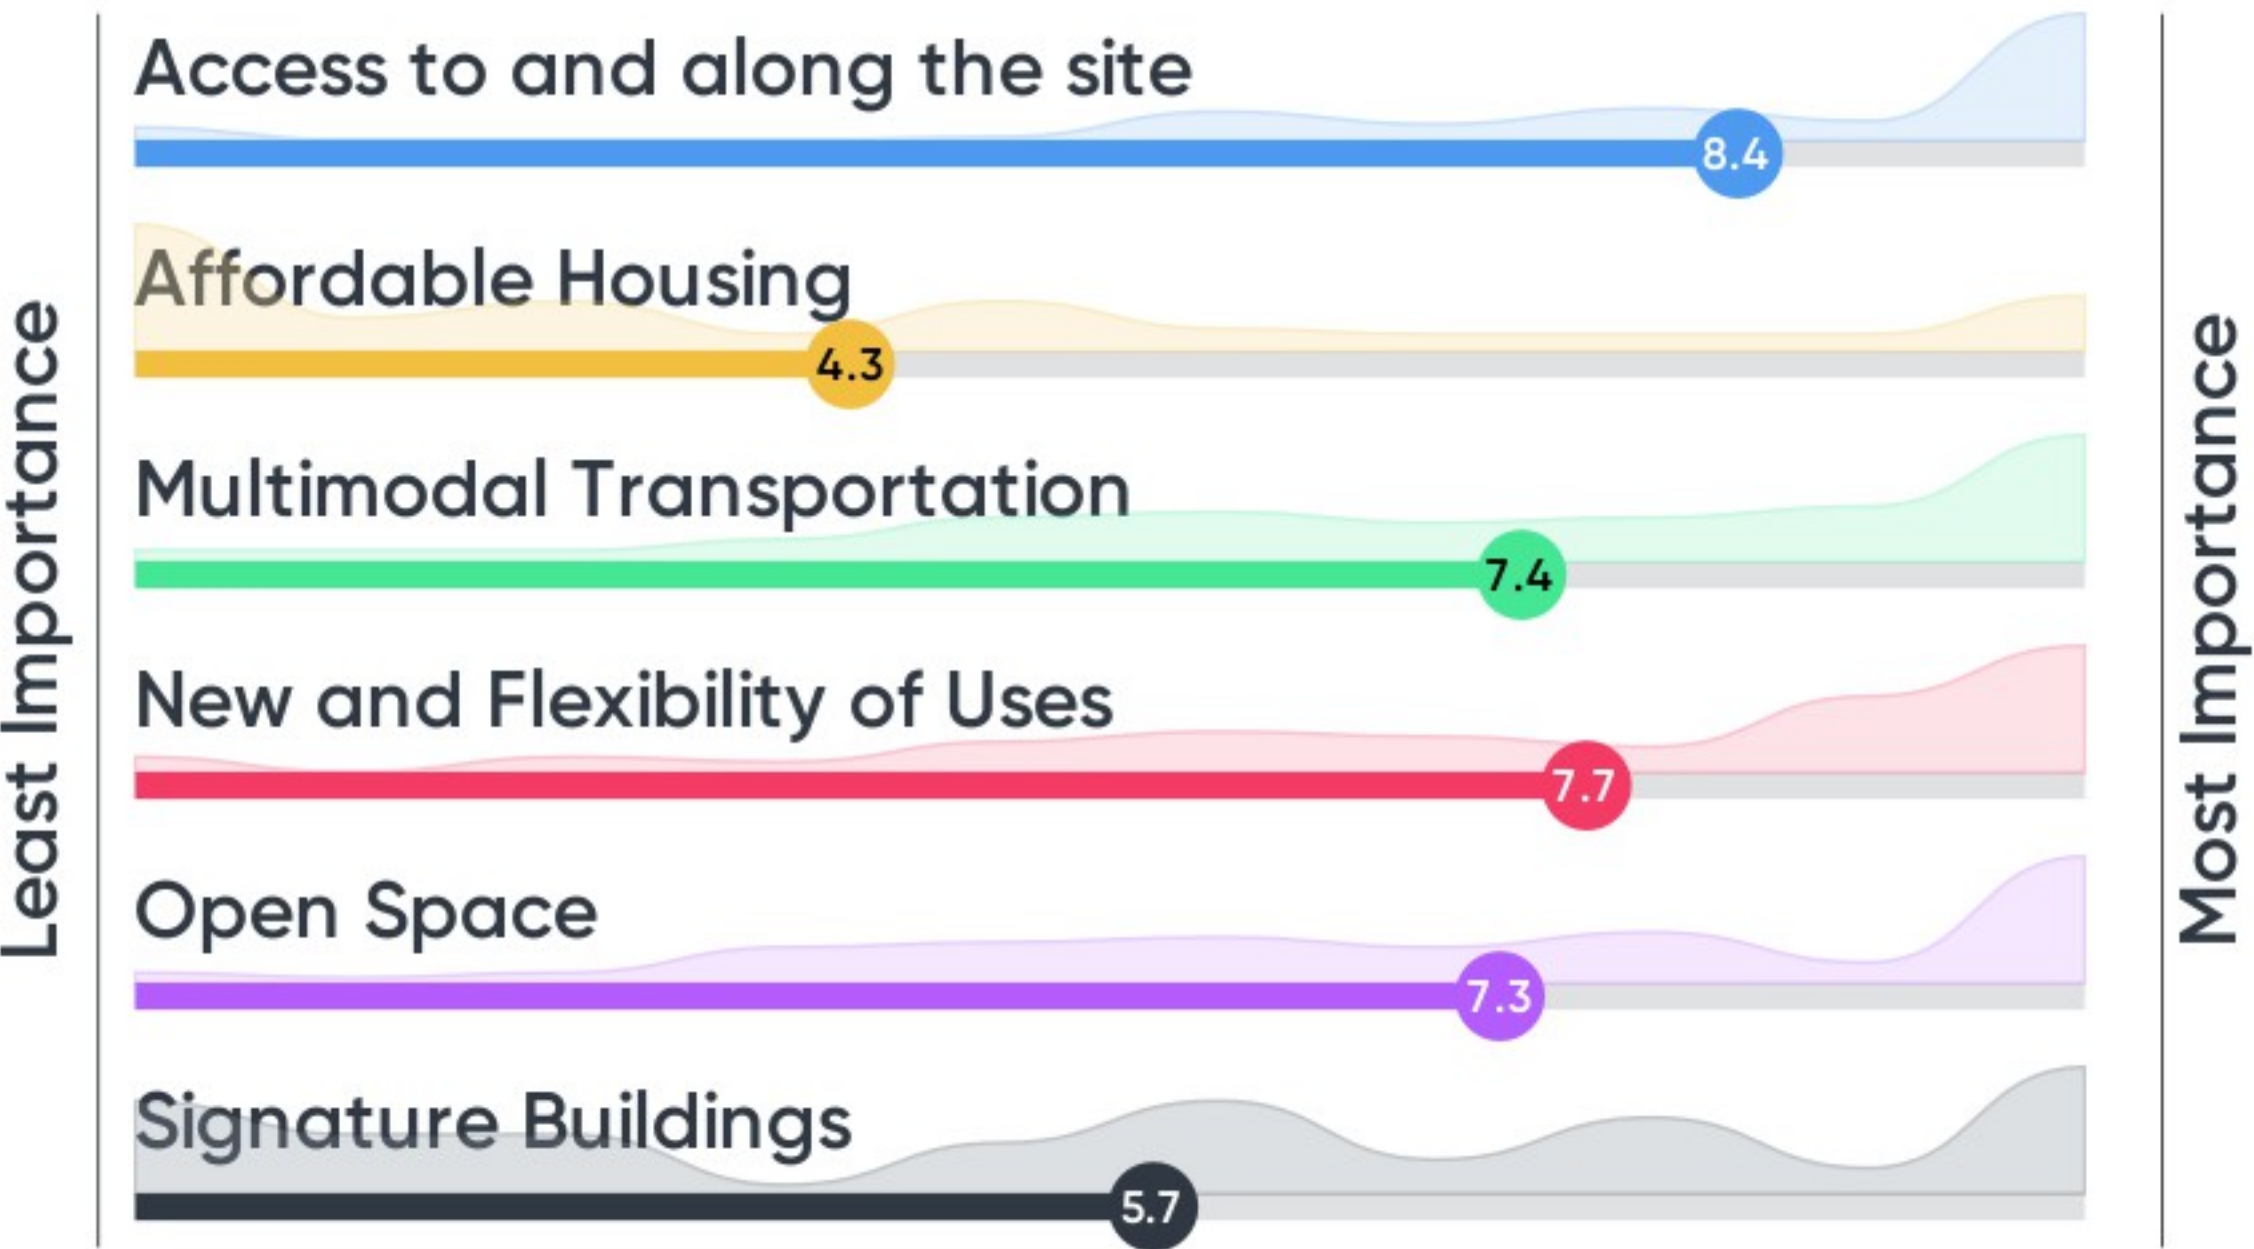 Least Importance
Access to and along the site
8.4
Affordable Housing
4.3
Multimodal Transportation
7.4
New and Flexibility of Uses
7.7
Open Space
7.3
Signature Buildings
5.7
Most Importance